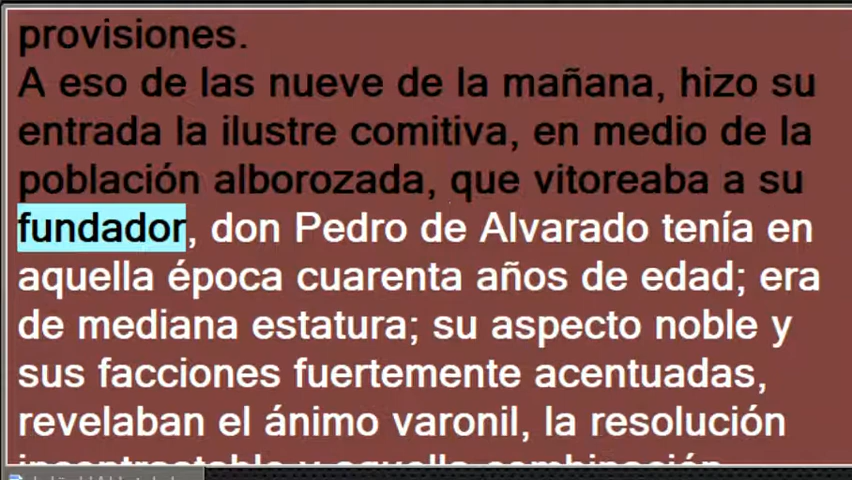 provisiones.
A eso de las nueve de la mañana, hizo su
entrada la ilustre comitiva, en medio de la
población alborozada, que vitoreaba a su
fundador, don Pedro de Alvarado tenía en
aquella época cuarenta años de edad; era
de mediana estatura; su aspecto noble y
sus facciones fuertemente acentuadas,
revelaban el ánimo varonil, la resolución